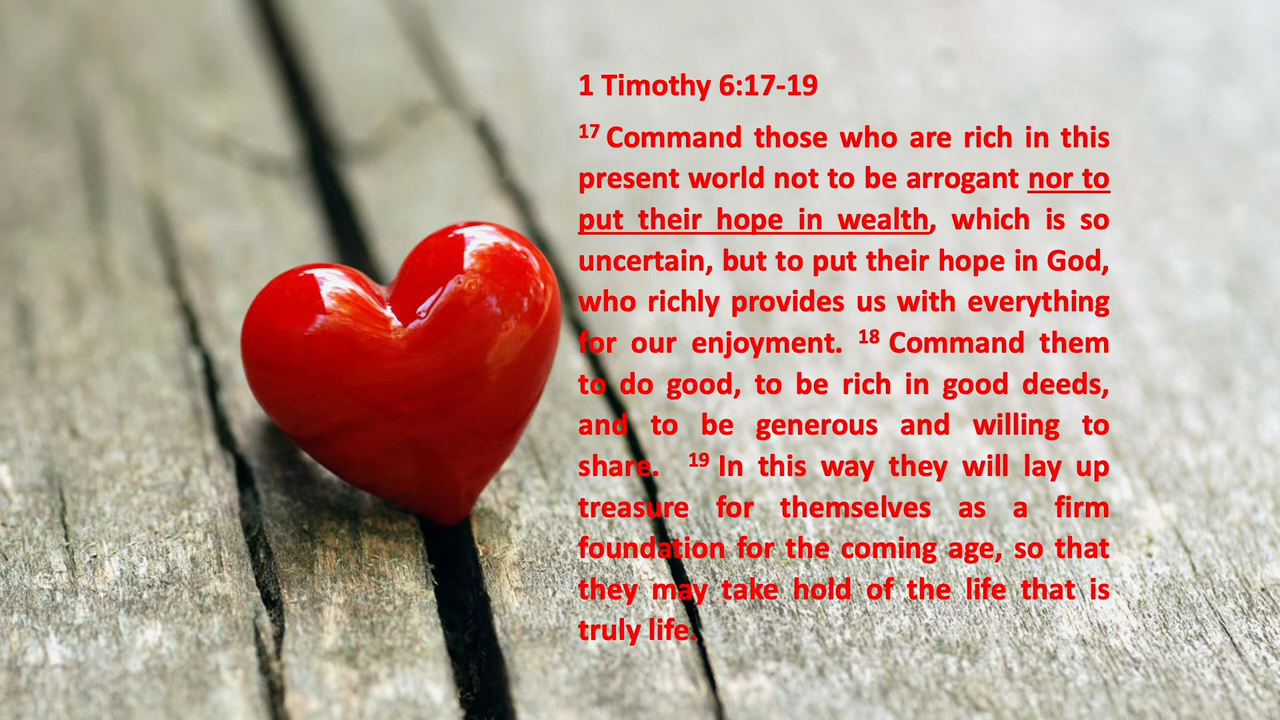 1 Timothy 6:17-19
17 Command those who are rich in this
present world not to be arrogant nor to
put their hope in wealth, which is so
uncertain, but to put their hope in God,
who richly provides us with everything
for our enjoyment. 18 Command them
to do good, to be rich in good deeds,
and to be generous and willing to
share. 19 In this way they will lay up
treasure for themselves as a firm
foundation for the coming age, so that
they may take hold of the life that is
truly life.